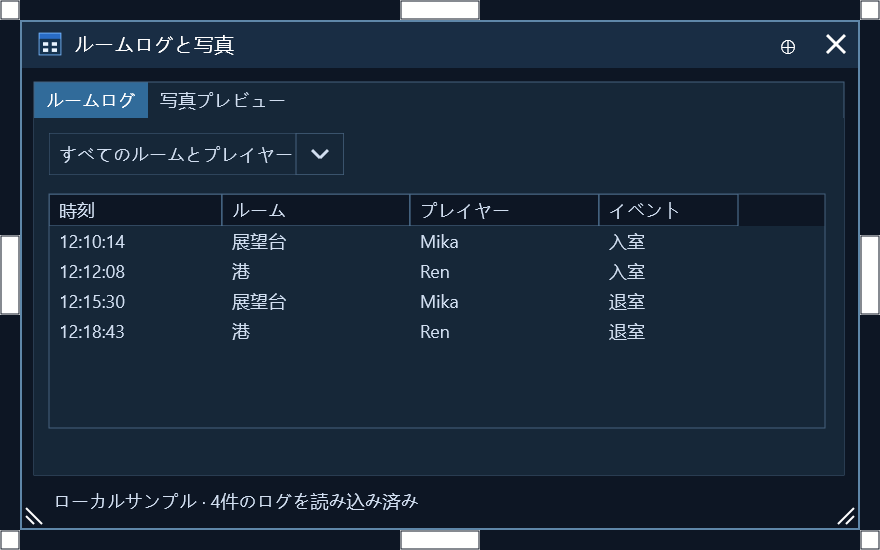 ルームログと写真
ルームログ 写真プレビュー
すべてのルームとプレイヤー
時刻 ルーム プレイヤー イベント
12:10:14 展望台 Mika 入室
12:12:08 港 Ren 入室
12:15:30 展望台 Mika 退室
12:18:43 港 Ren 退室
ローカルサンプル · 4件のログを読み込み済み